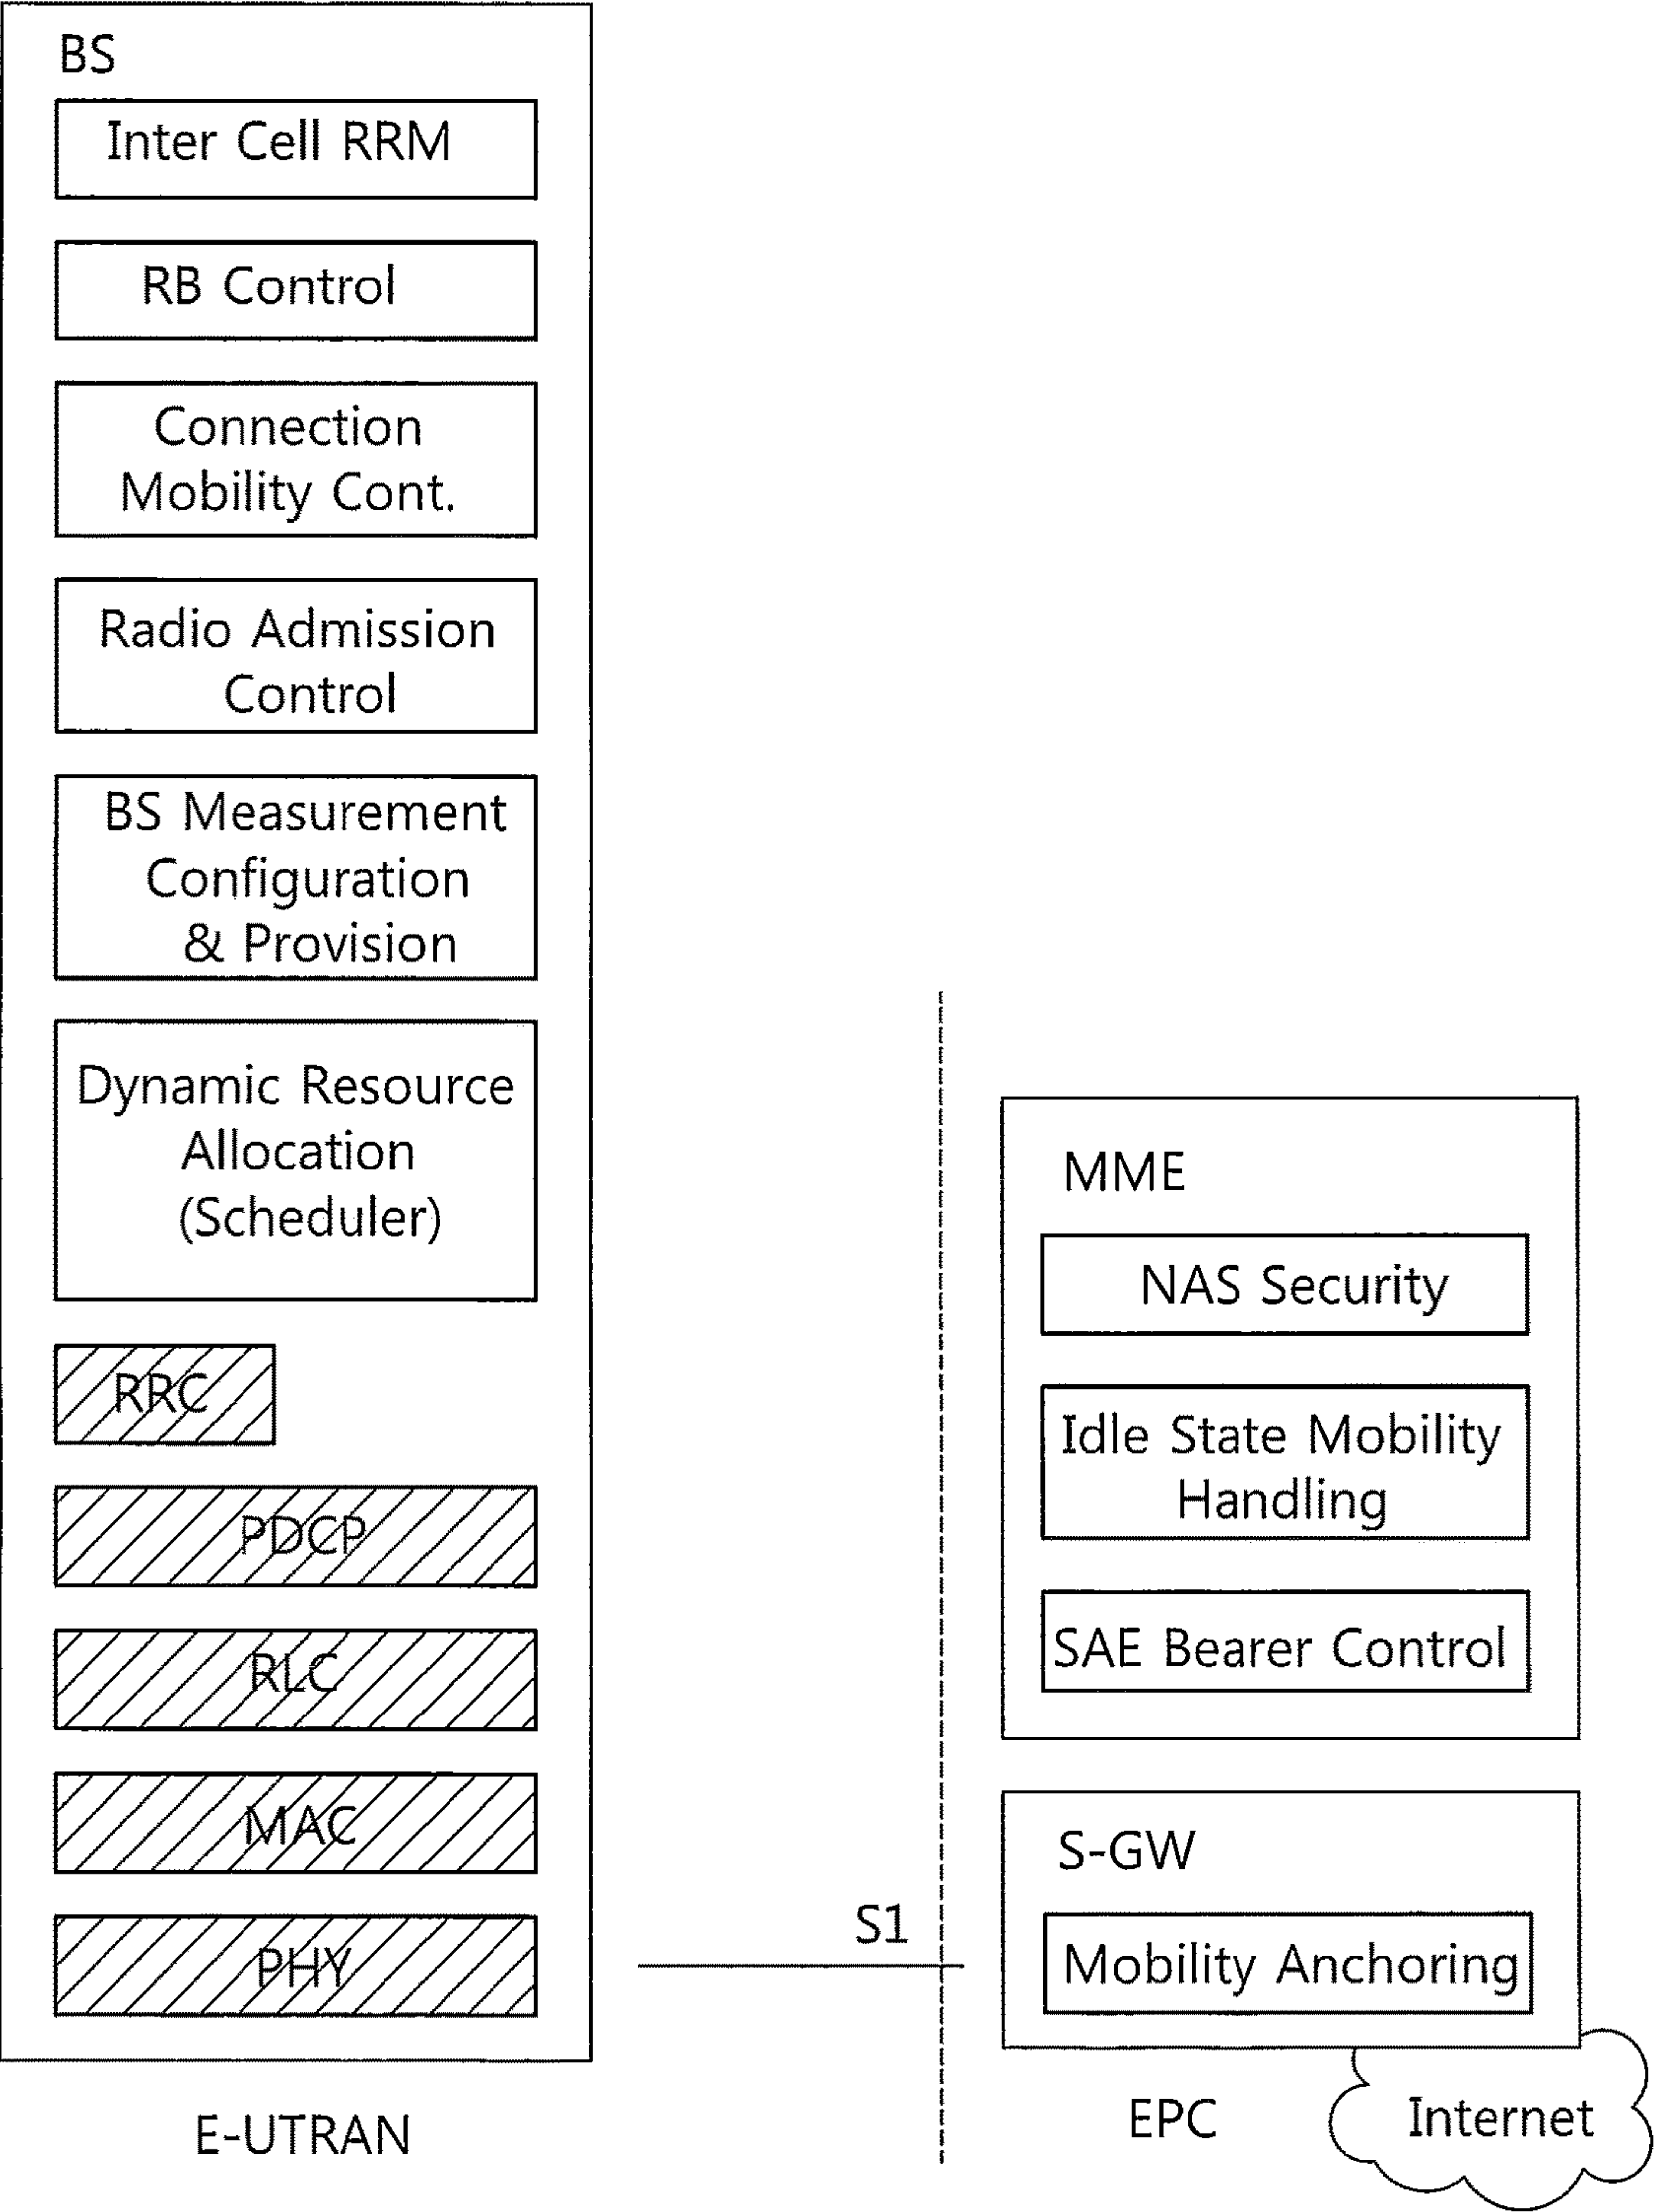 BS
Inter Cell RRM
RB Control
Connection
Mobility Cont.
Radio Admission
Control
BS Measurement
Configuration
& Provision
Dynamic Resource
Allocation
(Scheduler)
RRC
PDCP
RLC
MAC
PHY
E-UTRAN
S1
MME
NAS Security
Idle State Mobility
Handling
SAE Bearer Control
S-GW
Mobility Anchoring
EPC
Internet